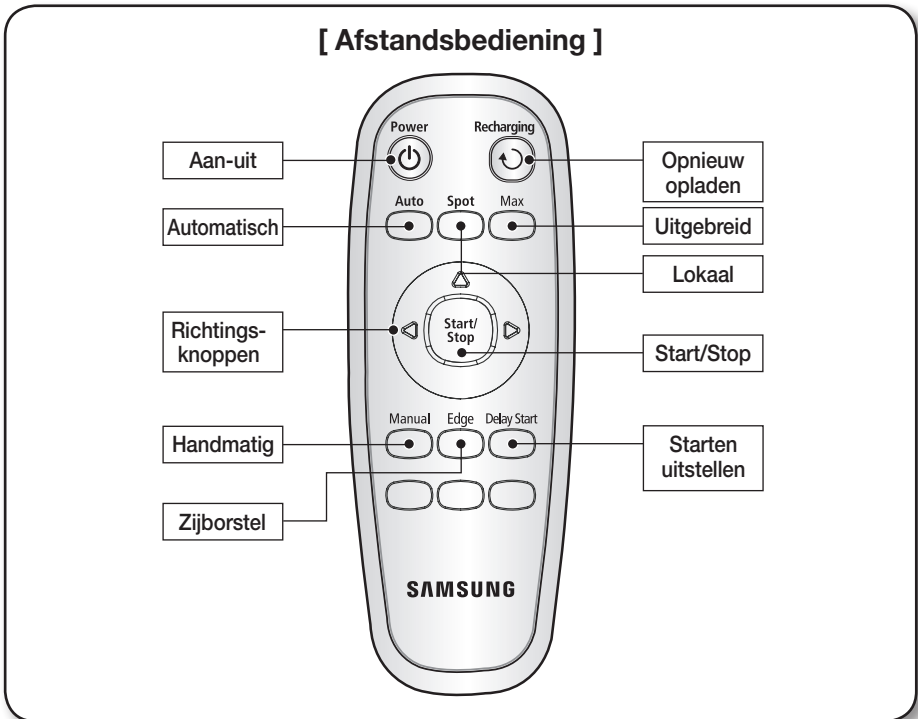 [ Afstandsbediening ]
Power
Recharging
Aan-uit
Opnieuw
opladen
Auto
Spot
Max
Automatisch
Uitgebreid
Lokaal
Richtings-
knoppen
Start/
Stop
Start/Stop
Manual
Edge
Delay Start
Handmatig
Starten
uitstellen
Zijborstel
SAMSUNG